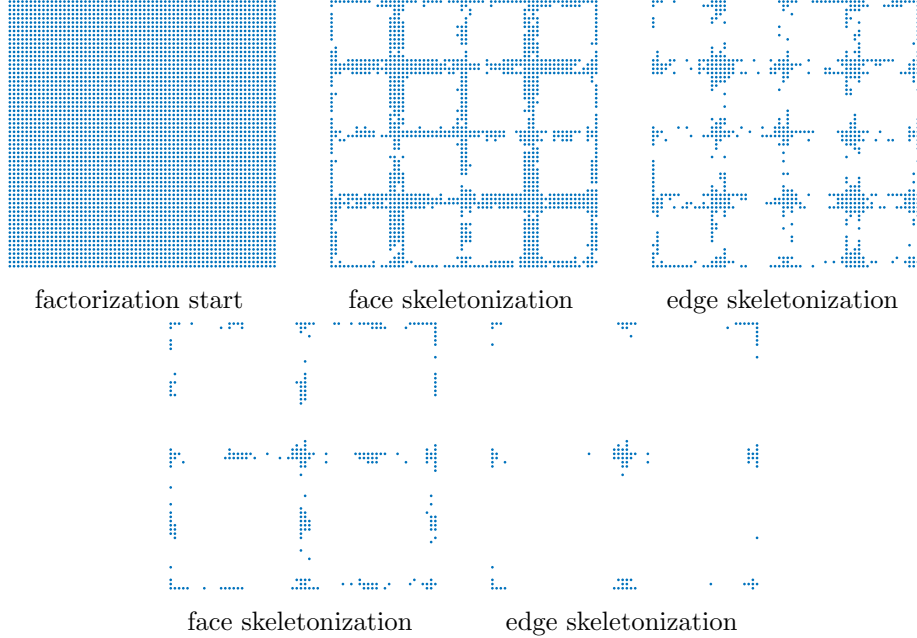 factorization start
face skeletonization
edge skeletonization
face skeletonization
edge skeletonization